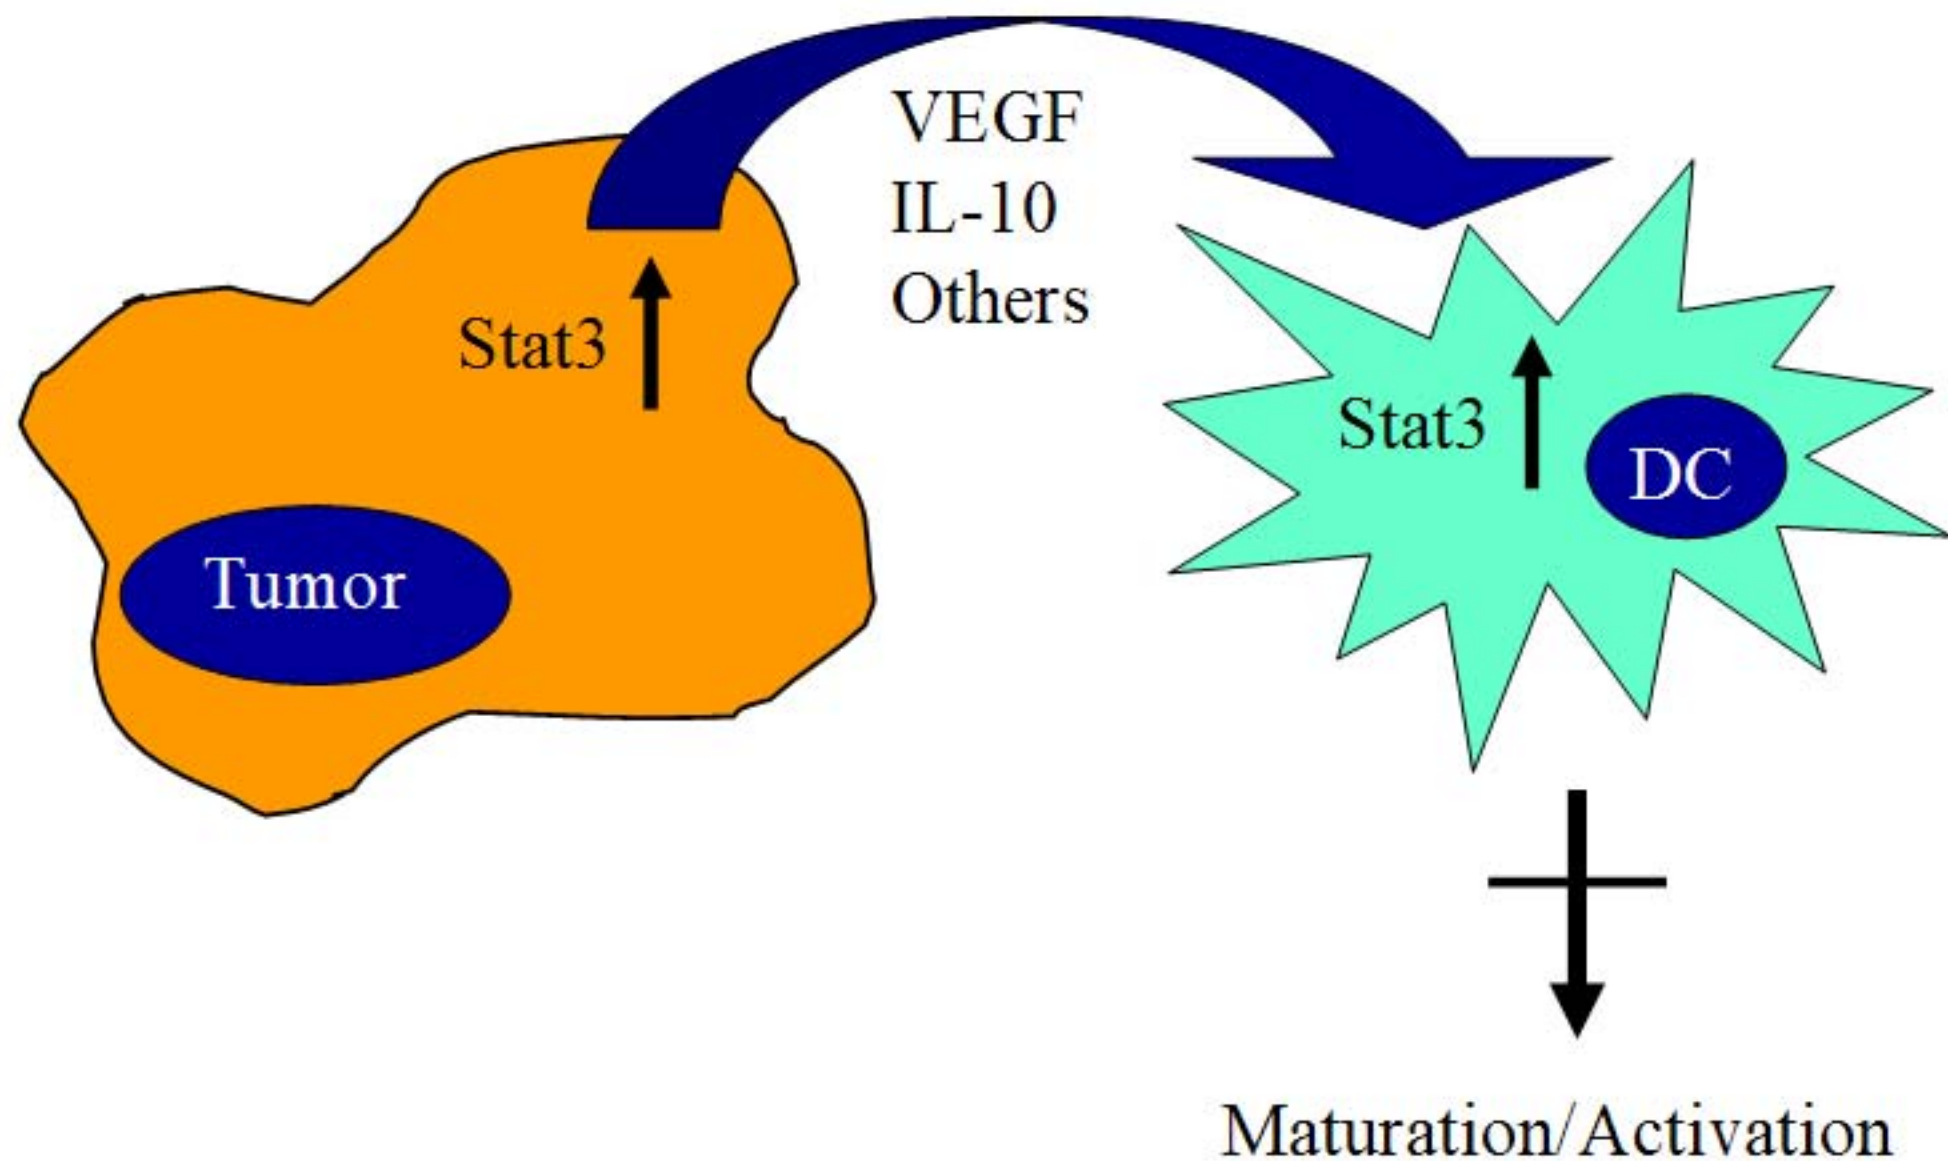 VEGF
IL-10
Others
Stat3
Stat3
DC
Tumor
Maturation/Activation